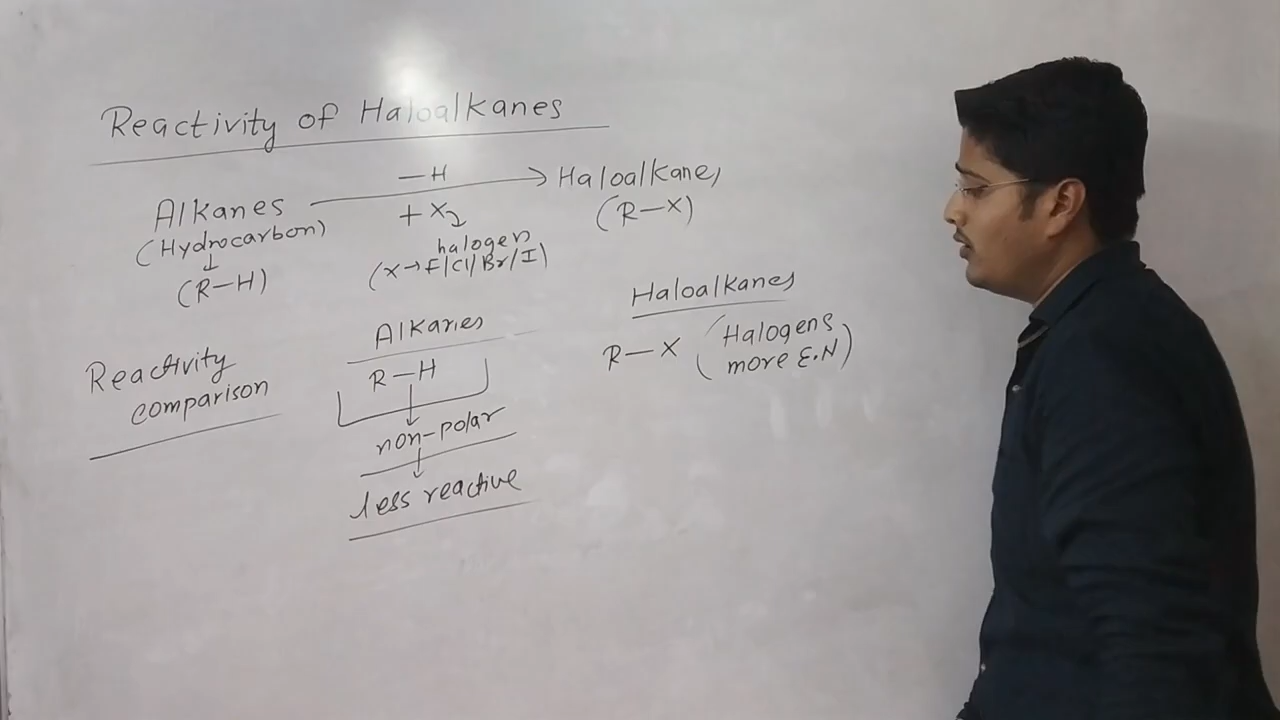 Reactivity of Haloalkanes
Alkanes
(Hydrocarbon)
(R-H)
-H
+ X2
halogen
(X→F/Cl/Br/I)
Haloalkanes
(R-X)
Reactivity
comparison
Alkanes
R-H
non-polar
less reactive
Haloalkanes
R-X (Halogens
more E.N)